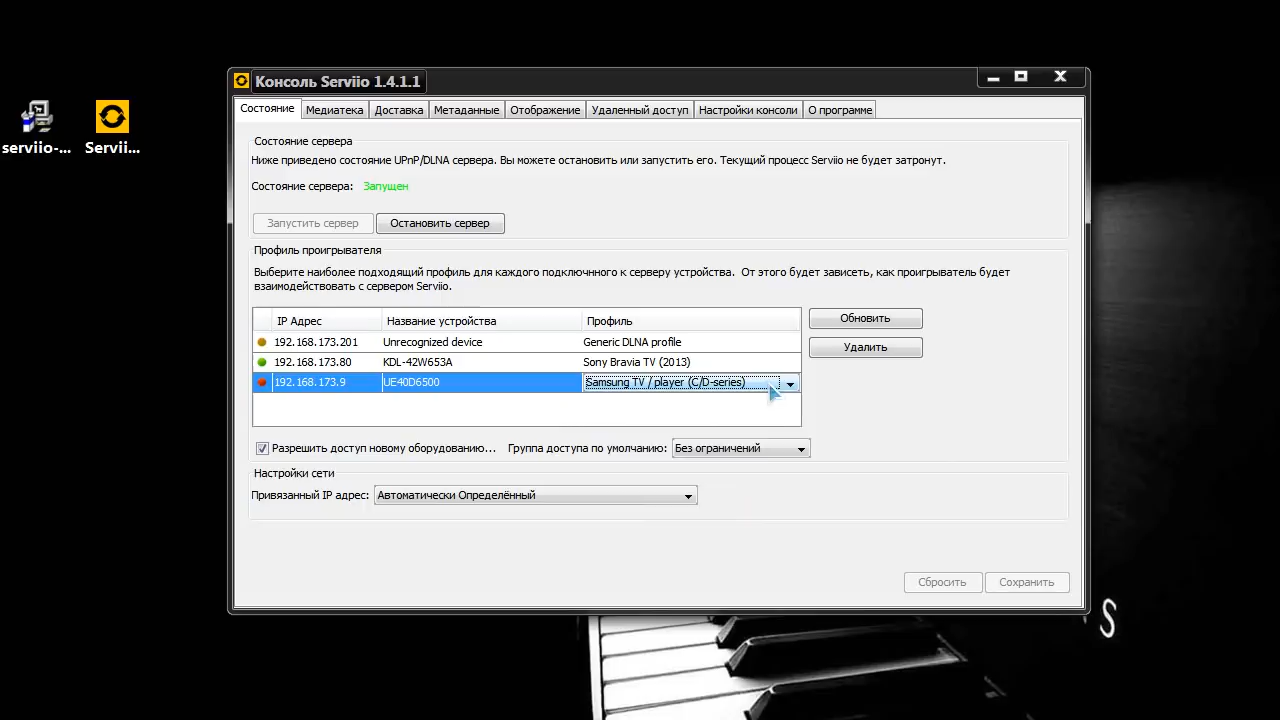 Консоль Serviio 1.4.1.1
serviio-...
Servii...
Состояние
Медиатека
Доставка
Метаданные
Отображение
Удаленный доступ
Настройки консоли
О программе
Состояние сервера
Ниже приведено состояние UPnP/DLNA сервера. Вы можете остановить или запустить его. Текущий процесс Serviio не будет затронут.
Состояние сервера: Запущен
Запустить сервер
Остановить сервер
Профиль проигрывателя
Выберите наиболее подходящий профиль для каждого подключнного к серверу устройства. От этого будет зависеть, как проигрыватель будет
взаимодействовать с сервером Serviio.
IP Адрес Название устройства Профиль
192.168.173.201 Unrecognized device Generic DLNA profile
192.168.173.80 KDL-42W653A Sony Bravia TV (2013)
192.168.173.9 UE40D6500 Samsung TV / player (C/D-series)
Обновить
Удалить
Разрешить доступ новому оборудованию... Группа доступа по умолчанию: Без ограничений
Настройки сети
Привязанный IP адрес: Автоматически Определённый
Сбросить
Сохранить
S